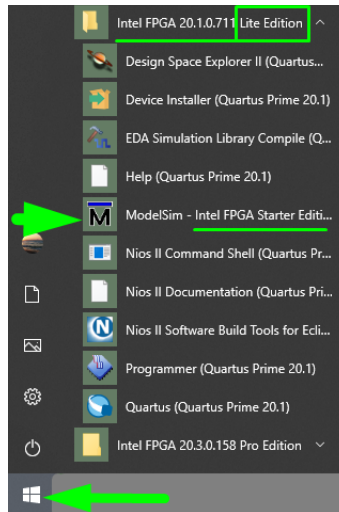 Intel FPGA 20.1.0.711 Lite Edition
Design Space Explorer II (Quartus...
Device Installer (Quartus Prime 20.1)
EDA Simulation Library Compile (Q...
Help (Quartus Prime 20.1)
M ModelSim - Intel FPGA Starter Editi...
Nios II Command Shell (Quartus Pr...
Nios II Documentation (Quartus Pri...
N Nios II Software Build Tools for Ecli...
Programmer (Quartus Prime 20.1)
Quartus (Quartus Prime 20.1)
Intel FPGA 20.3.0.158 Pro Edition